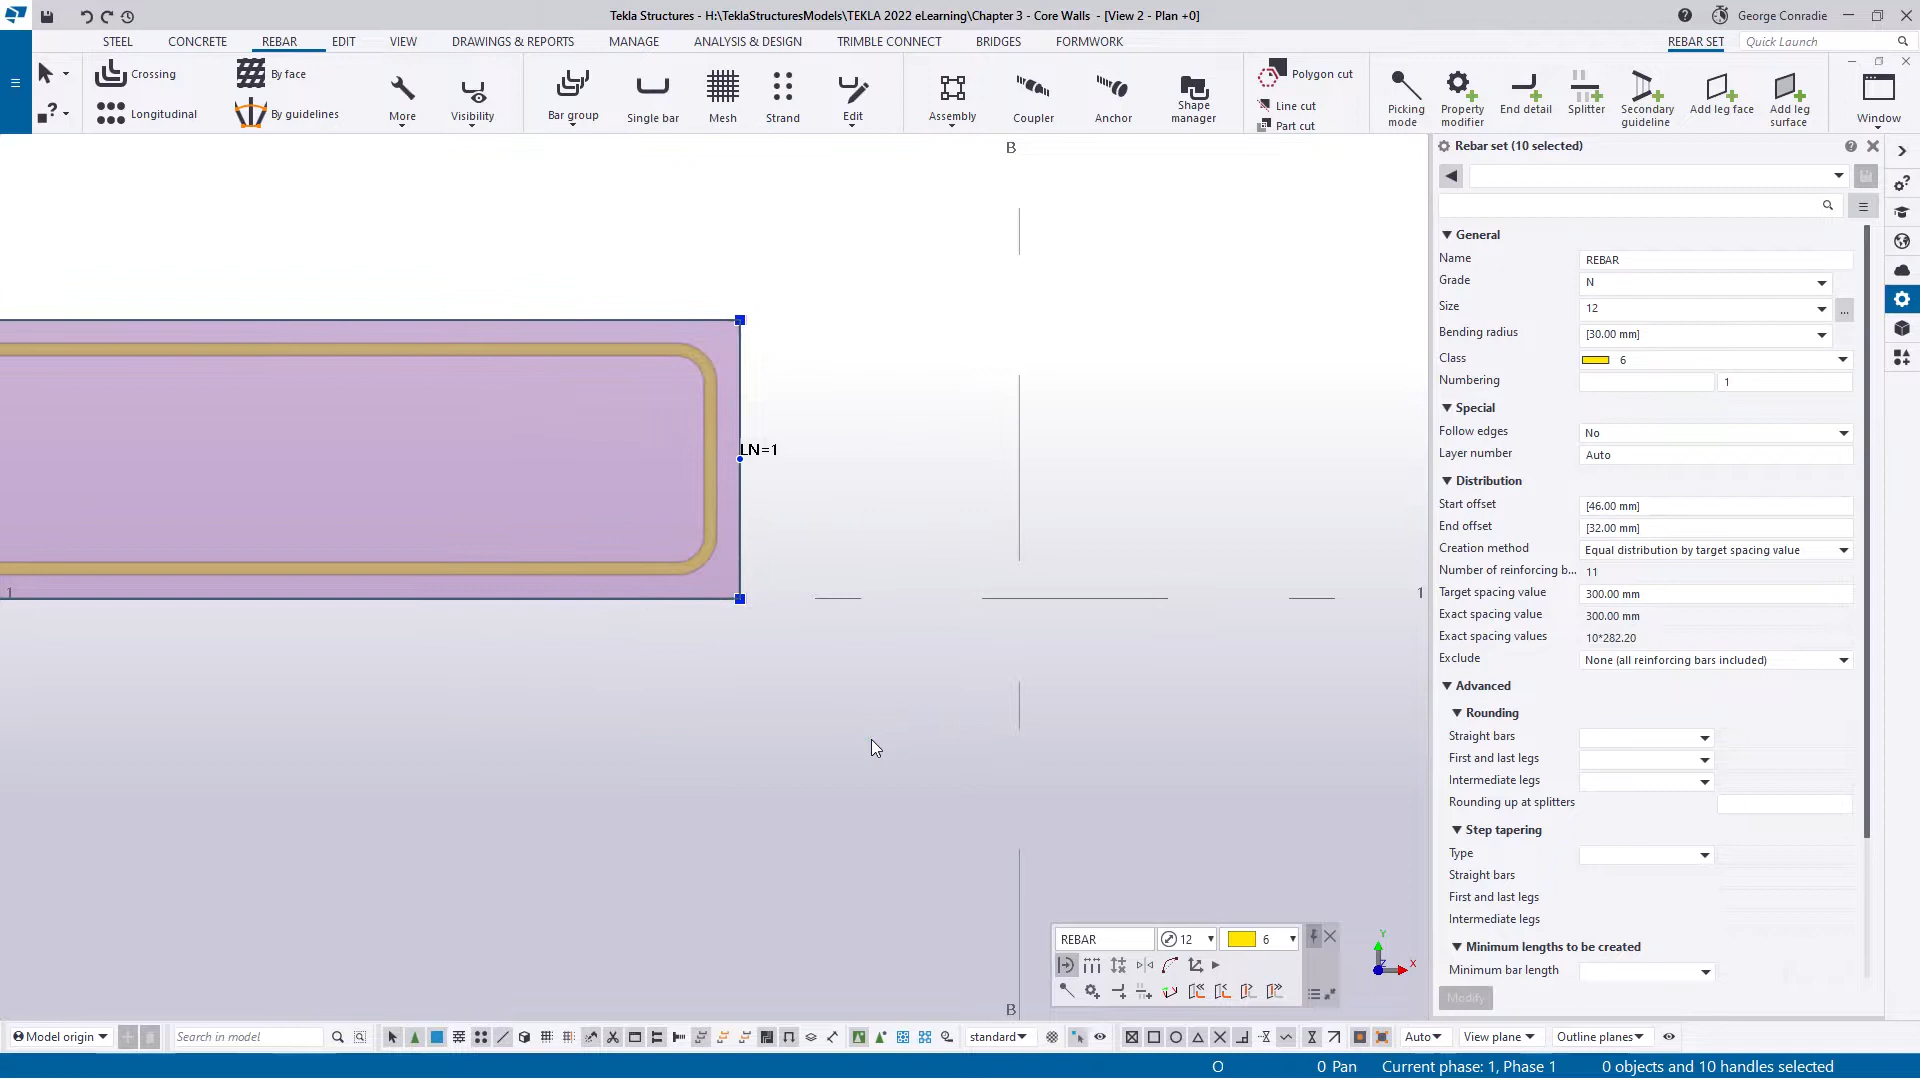 Tekla Structures - H:\TeklaStructuresModels\TEKLA 2022 eLearning\Chapter 3 - Core Walls - [View 2 - Plan +0]
George Conradie
STEEL CONCRETE REBAR EDIT VIEW DRAWINGS & REPORTS MANAGE ANALYSIS & DESIGN TRIMBLE CONNECT BRIDGES FORMWORK REBAR SET Quick Launch
Crossing
Longitudinal
By face
By guidelines
More
Visibility
Bar group
Single bar
Mesh
Strand
Edit
Assembly
Coupler
Anchor
Shape manager
Polygon cut
Line cut
Part cut
Picking mode
Property modifier
End detail
Splitter
Secondary guideline
Add leg face
Add leg surface
Window
B
LN=1
1
1
B
Rebar set (10 selected)
General
Name REBAR
Grade N
Size 12 ...
Bending radius [30.00 mm]
Class 6
Numbering 1
Special
Follow edges No
Layer number Auto
Distribution
Start offset [46.00 mm]
End offset [32.00 mm]
Creation method Equal distribution by target spacing value
Number of reinforcing b... 11
Target spacing value 300.00 mm
Exact spacing value 300.00 mm
Exact spacing values 10*282.20
Exclude None (all reinforcing bars included)
Advanced
Rounding
Straight bars
First and last legs
Intermediate legs
Rounding up at splitters
Step tapering
Type
Straight bars
First and last legs
Intermediate legs
Minimum lengths to be created
Minimum bar length
Modify
REBAR 12 6
Y
Z
X
Model origin Search in model standard Auto View plane Outline planes
O 0 Pan Current phase: 1, Phase 1 0 objects and 10 handles selected